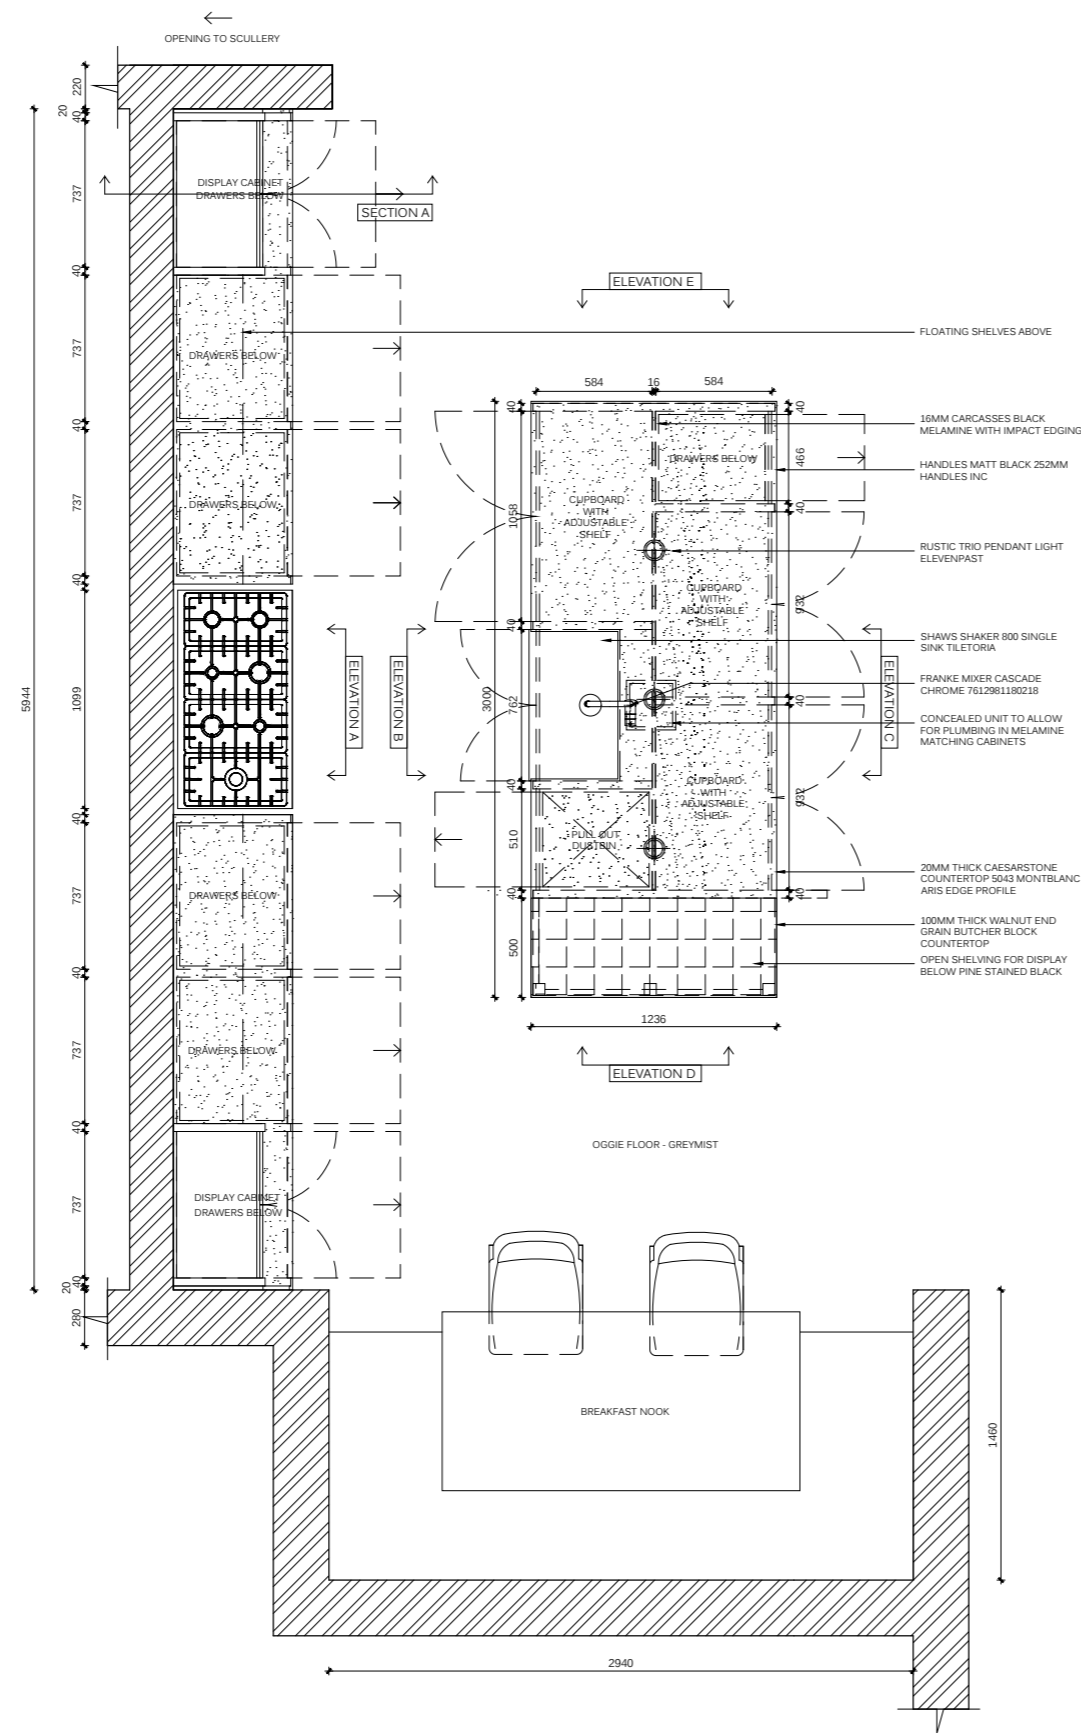 OPENING TO SCULLERY
220
20
40
737
DISPLAY CABINET
DRAWERS BELOW
SECTION A
40
737
DRAWERS BELOW
40
737
DRAWERS BELOW
40
5944
1099
ELEVATION A
ELEVATION B
40
737
DRAWERS BELOW
40
737
DRAWERS BELOW
40
737
DISPLAY CABINET
DRAWERS BELOW
40
20
280
ELEVATION E
584
16
584
40
40
466
DRAWERS BELOW
CUPBOARD
WITH
ADJUSTABLE
SHELF
1058
40
CUPBOARD
WITH
ADJUSTABLE
SHELF
932
40
3000
762
40
ELEVATION C
CUPBOARD
WITH
ADJUSTABLE
SHELF
932
40
PULL OUT
DUSTBIN
510
40
40
500
1236
ELEVATION D
FLOATING SHELVES ABOVE
16MM CARCASSES BLACK
MELAMINE WITH IMPACT EDGING
HANDLES MATT BLACK 252MM
HANDLES INC
RUSTIC TRIO PENDANT LIGHT
ELEVENPAST
SHAWS SHAKER 800 SINGLE
SINK TILETORIA
FRANKE MIXER CASCADE
CHROME 7612981180218
CONCEALED UNIT TO ALLOW
FOR PLUMBING IN MELAMINE
MATCHING CABINETS
20MM THICK CAESARSTONE
COUNTERTOP 5043 MONTBLANC
ARIS EDGE PROFILE
100MM THICK WALNUT END
GRAIN BUTCHER BLOCK
COUNTERTOP
OPEN SHELVING FOR DISPLAY
BELOW PINE STAINED BLACK
OGGIE FLOOR - GREYMIST
BREAKFAST NOOK
1460
2940